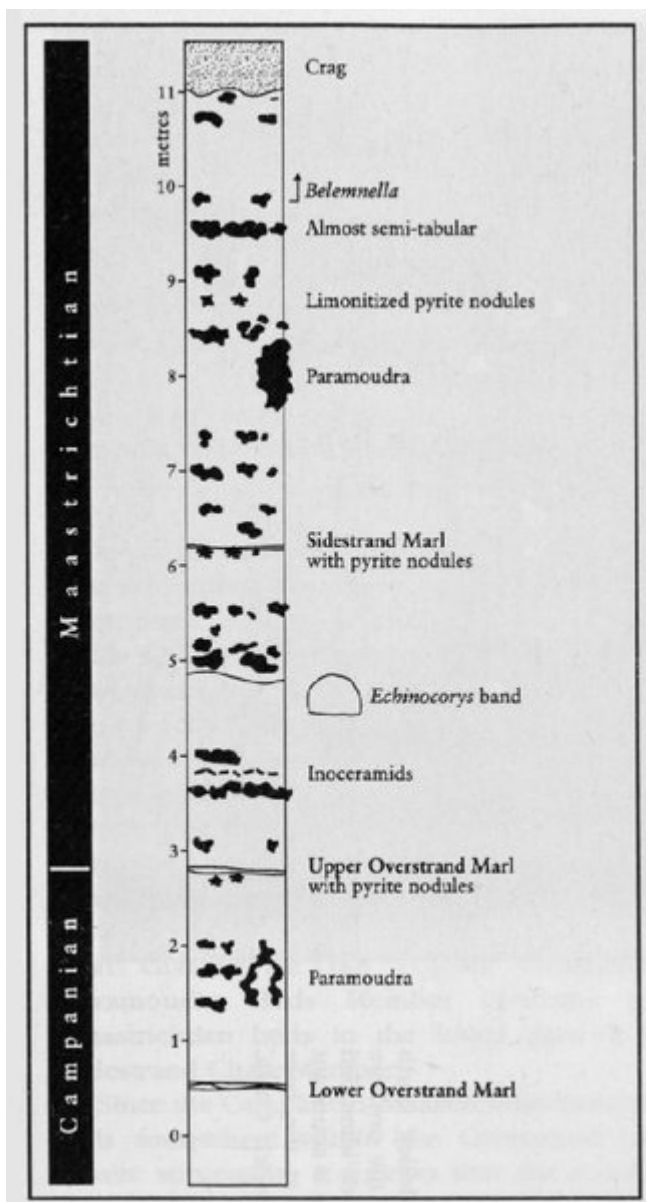 Crag
11
metres
10
Belemnella
Almost semi-tabular
9
Limonitized pyrite nodules
8
Paramoudra
7
Sidestrand Marl
with pyrite nodules
6
5
Echinocorys band
4
Inoceramids
3
Upper Overstrand Marl
with pyrite nodules
2
Paramoudra
1
Lower Overstrand Marl
0
Maastrichtian
Campanian